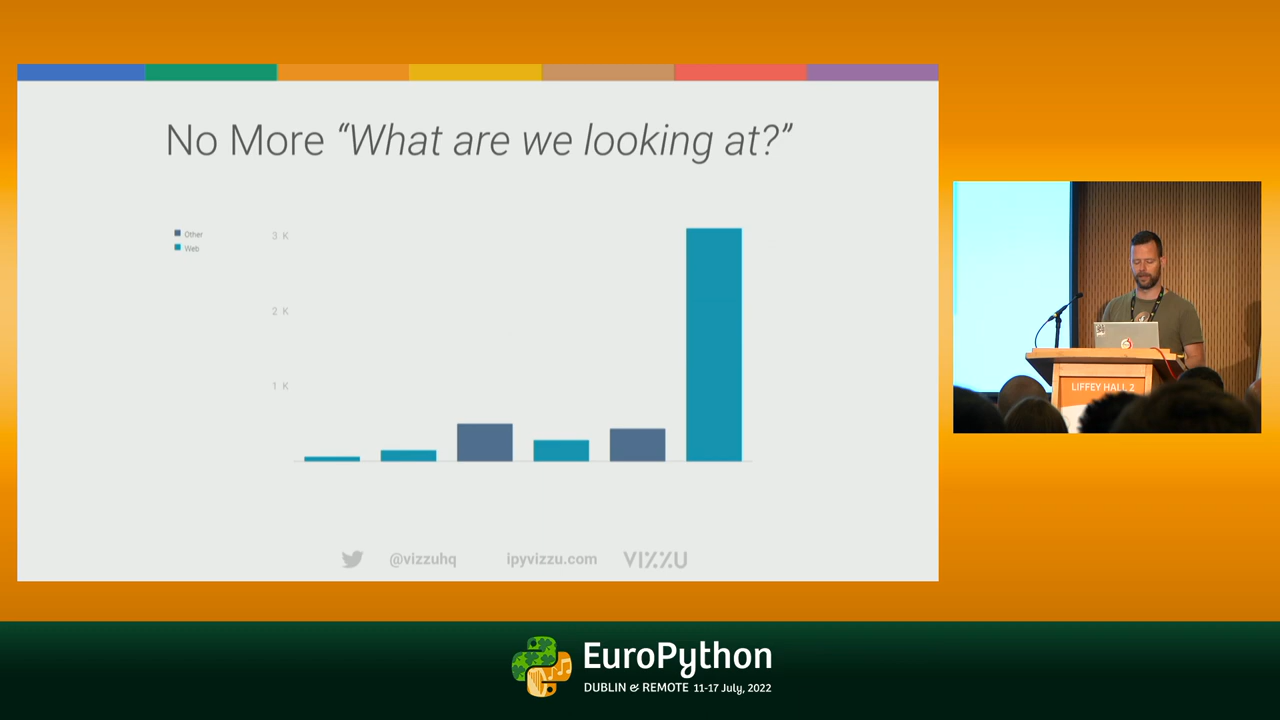 No More “What are we looking at?”
Other
Web
3 K
2 K
1 K
@vizzuhq
ipyvizzu.com
VIZZU
LIFFEY HALL 2
EuroPython
DUBLIN & REMOTE 11-17 July, 2022